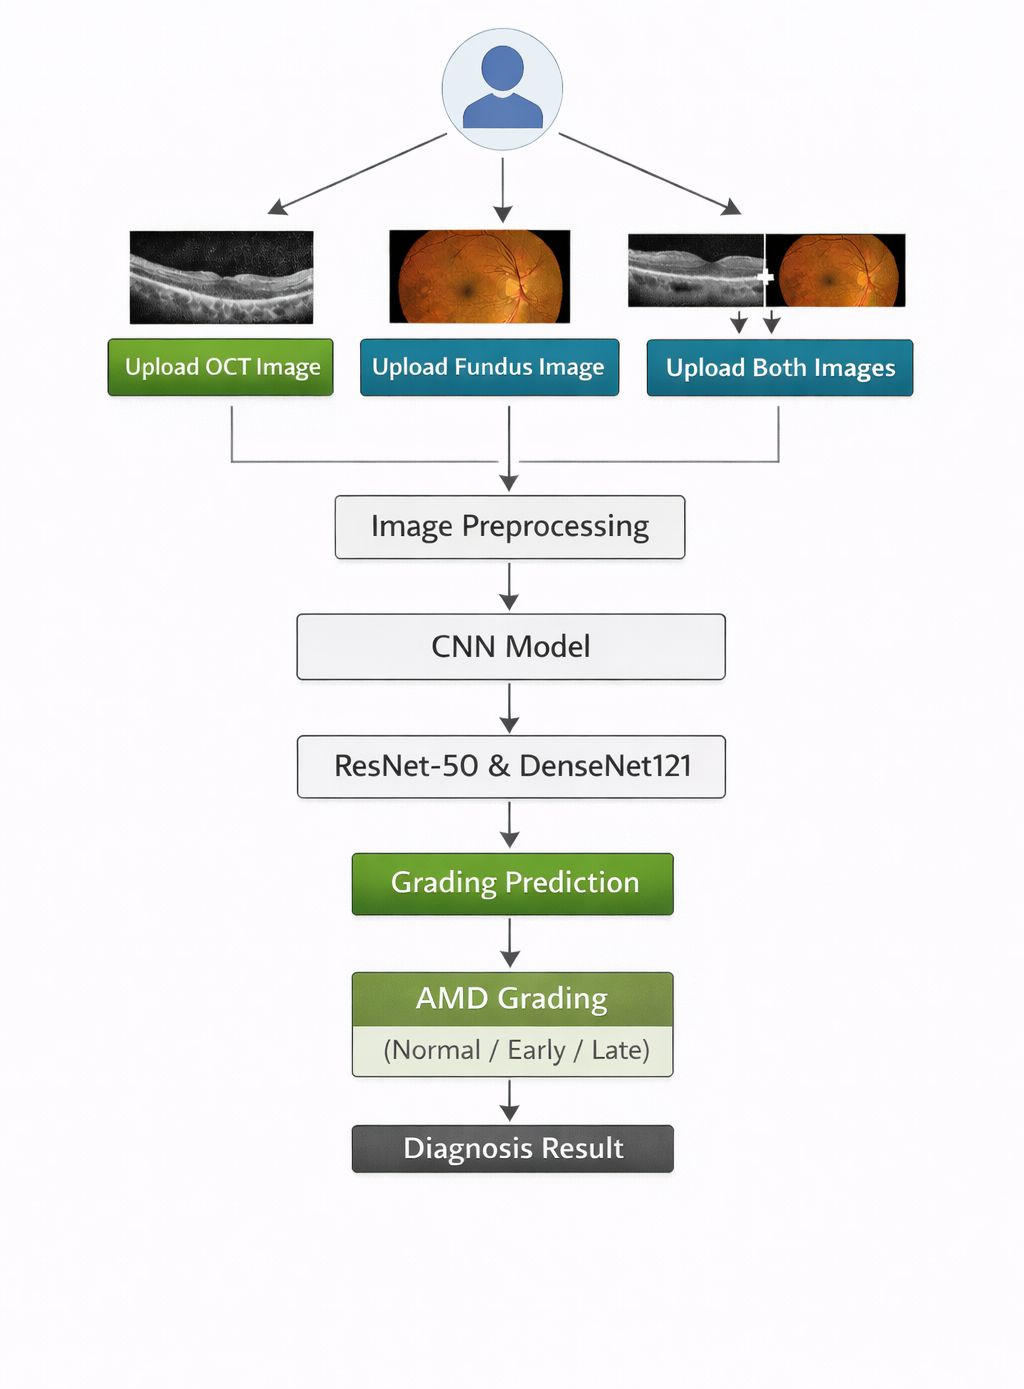 Upload OCT Image
Upload Fundus Image
Upload Both Images
Image Preprocessing
CNN Model
ResNet-50 & DenseNet121
Grading Prediction
AMD Grading
(Normal / Early / Late)
Diagnosis Result